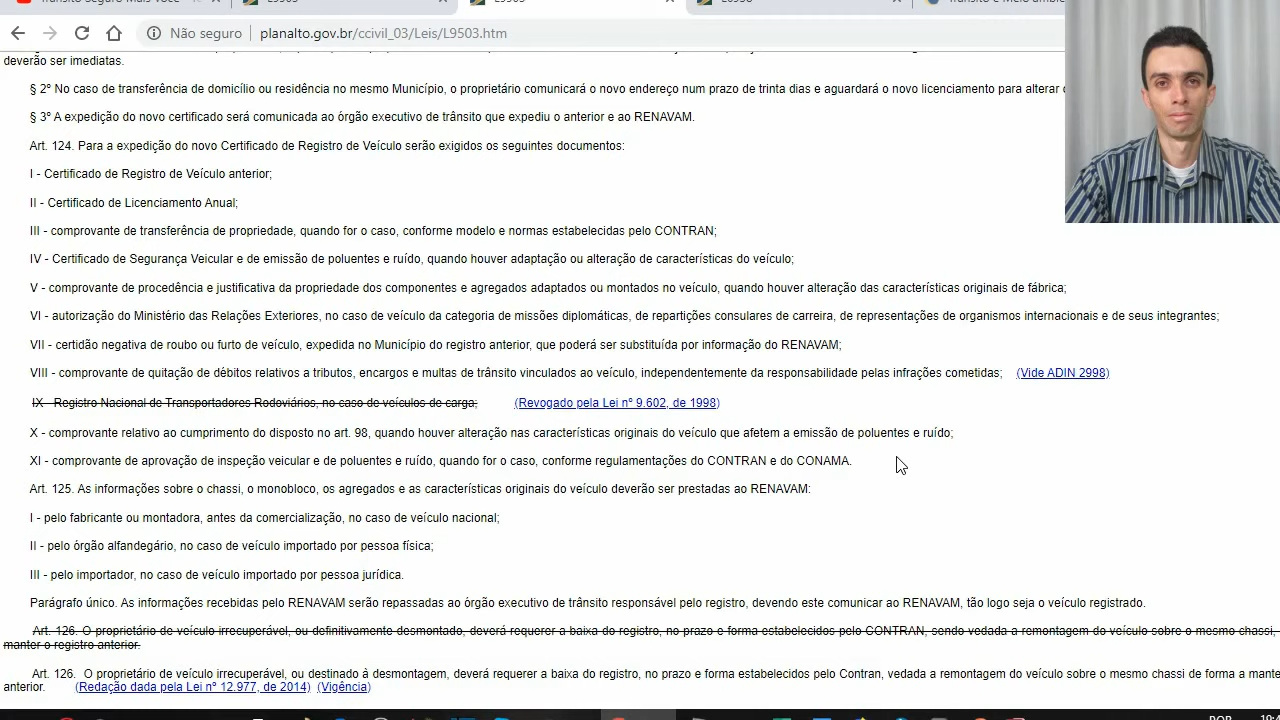 Não seguro planalto.gov.br/ccivil_03/Leis/L9503.htm
deverão ser imediatas.
§ 2º No caso de transferência de domicílio ou residência no mesmo Município, o proprietário comunicará o novo endereço num prazo de trinta dias e aguardará o novo licenciamento para alterar
§ 3º A expedição do novo certificado será comunicada ao órgão executivo de trânsito que expediu o anterior e ao RENAVAM.
Art. 124. Para a expedição do novo Certificado de Registro de Veículo serão exigidos os seguintes documentos:
I - Certificado de Registro de Veículo anterior;
II - Certificado de Licenciamento Anual;
III - comprovante de transferência de propriedade, quando for o caso, conforme modelo e normas estabelecidas pelo CONTRAN;
IV - Certificado de Segurança Veicular e de emissão de poluentes e ruído, quando houver adaptação ou alteração de características do veículo;
V - comprovante de procedência e justificativa da propriedade dos componentes e agregados adaptados ou montados no veículo, quando houver alteração das características originais de fábrica;
VI - autorização do Ministério das Relações Exteriores, no caso de veículo da categoria de missões diplomáticas, de repartições consulares de carreira, de representações de organismos internacionais e de seus integrantes;
VII - certidão negativa de roubo ou furto de veículo, expedida no Município do registro anterior, que poderá ser substituída por informação do RENAVAM;
VIII - comprovante de quitação de débitos relativos a tributos, encargos e multas de trânsito vinculados ao veículo, independentemente da responsabilidade pelas infrações cometidas; (Vide ADIN 2998)
IX - Registro Nacional de Transportadores Rodoviários, no caso de veículos de carga; (Revogado pela Lei nº 9.602, de 1998)
X - comprovante relativo ao cumprimento do disposto no art. 98, quando houver alteração nas características originais do veículo que afetem a emissão de poluentes e ruído;
XI - comprovante de aprovação de inspeção veicular e de poluentes e ruído, quando for o caso, conforme regulamentações do CONTRAN e do CONAMA.
Art. 125. As informações sobre o chassi, o monobloco, os agregados e as características originais do veículo deverão ser prestadas ao RENAVAM:
I - pelo fabricante ou montadora, antes da comercialização, no caso de veículo nacional;
II - pelo órgão alfandegário, no caso de veículo importado por pessoa física;
III - pelo importador, no caso de veículo importado por pessoa jurídica.
Parágrafo único. As informações recebidas pelo RENAVAM serão repassadas ao órgão executivo de trânsito responsável pelo registro, devendo este comunicar ao RENAVAM, tão logo seja o veículo registrado.
Art. 126. O proprietário de veículo irrecuperável, ou definitivamente desmontado, deverá requerer a baixa do registro, no prazo e forma estabelecidos pelo CONTRAN, sendo vedada a remontagem do veículo sobre o mesmo chassi,
manter o registro anterior.
Art. 126. O proprietário de veículo irrecuperável, ou destinado à desmontagem, deverá requerer a baixa do registro, no prazo e forma estabelecidos pelo Contran, vedada a remontagem do veículo sobre o mesmo chassi de forma a mante
anterior. (Redação dada pela Lei nº 12.977, de 2014) (Vigência)